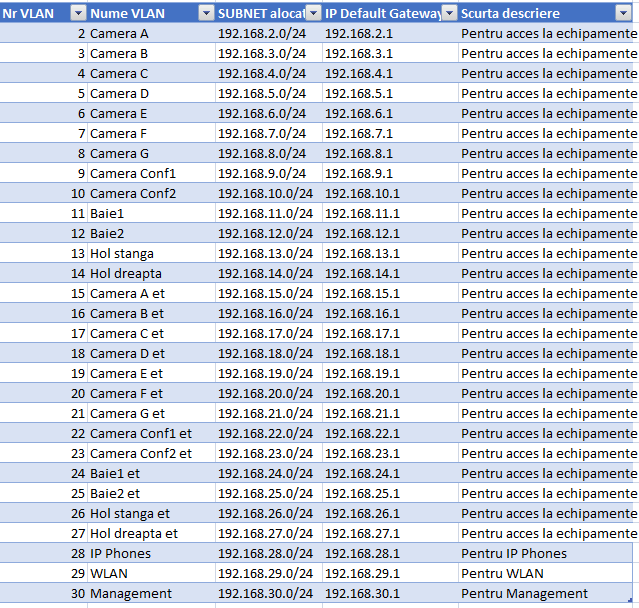 Nr VLAN Nume VLAN SUBNET alocat IP Default Gateway Scurta descriere
2 Camera A 192.168.2.0/24 192.168.2.1 Pentru acces la echipamente
3 Camera B 192.168.3.0/24 192.168.3.1 Pentru acces la echipamente
4 Camera C 192.168.4.0/24 192.168.4.1 Pentru acces la echipamente
5 Camera D 192.168.5.0/24 192.168.5.1 Pentru acces la echipamente
6 Camera E 192.168.6.0/24 192.168.6.1 Pentru acces la echipamente
7 Camera F 192.168.7.0/24 192.168.7.1 Pentru acces la echipamente
8 Camera G 192.168.8.0/24 192.168.8.1 Pentru acces la echipamente
9 Camera Conf1 192.168.9.0/24 192.168.9.1 Pentru acces la echipamente
10 Camera Conf2 192.168.10.0/24 192.168.10.1 Pentru acces la echipamente
11 Baie1 192.168.11.0/24 192.168.11.1 Pentru acces la echipamente
12 Baie2 192.168.12.0/24 192.168.12.1 Pentru acces la echipamente
13 Hol stanga 192.168.13.0/24 192.168.13.1 Pentru acces la echipamente
14 Hol dreapta 192.168.14.0/24 192.168.14.1 Pentru acces la echipamente
15 Camera A et 192.168.15.0/24 192.168.15.1 Pentru acces la echipamente
16 Camera B et 192.168.16.0/24 192.168.16.1 Pentru acces la echipamente
17 Camera C et 192.168.17.0/24 192.168.17.1 Pentru acces la echipamente
18 Camera D et 192.168.18.0/24 192.168.18.1 Pentru acces la echipamente
19 Camera E et 192.168.19.0/24 192.168.19.1 Pentru acces la echipamente
20 Camera F et 192.168.20.0/24 192.168.20.1 Pentru acces la echipamente
21 Camera G et 192.168.21.0/24 192.168.21.1 Pentru acces la echipamente
22 Camera Conf1 et 192.168.22.0/24 192.168.22.1 Pentru acces la echipamente
23 Camera Conf2 et 192.168.23.0/24 192.168.23.1 Pentru acces la echipamente
24 Baie1 et 192.168.24.0/24 192.168.24.1 Pentru acces la echipamente
25 Baie2 et 192.168.25.0/24 192.168.25.1 Pentru acces la echipamente
26 Hol stanga et 192.168.26.0/24 192.168.26.1 Pentru acces la echipamente
27 Hol dreapta et 192.168.27.0/24 192.168.27.1 Pentru acces la echipamente
28 IP Phones 192.168.28.0/24 192.168.28.1 Pentru IP Phones
29 WLAN 192.168.29.0/24 192.168.29.1 Pentru WLAN
30 Management 192.168.30.0/24 192.168.30.1 Pentru Management